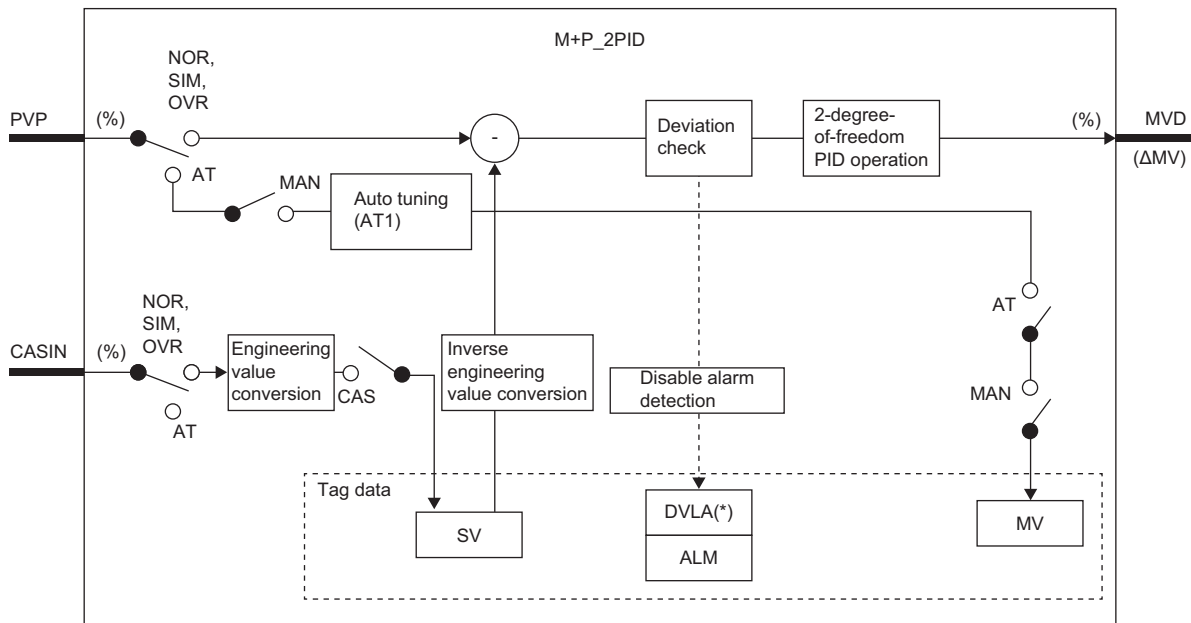 M+P_2PID
NOR,
SIM,
OVR
PVP
(%)
AT
MAN
Auto tuning
(AT1)
-
Deviation
check
2-degree-
of-freedom
PID operation
(%)
MVD
(ΔMV)
NOR,
SIM,
OVR
CASIN
(%)
AT
Engineering
value
conversion
CAS
Inverse
engineering
value conversion
Disable alarm
detection
AT
MAN
Tag data
SV
DVLA(*)
ALM
MV